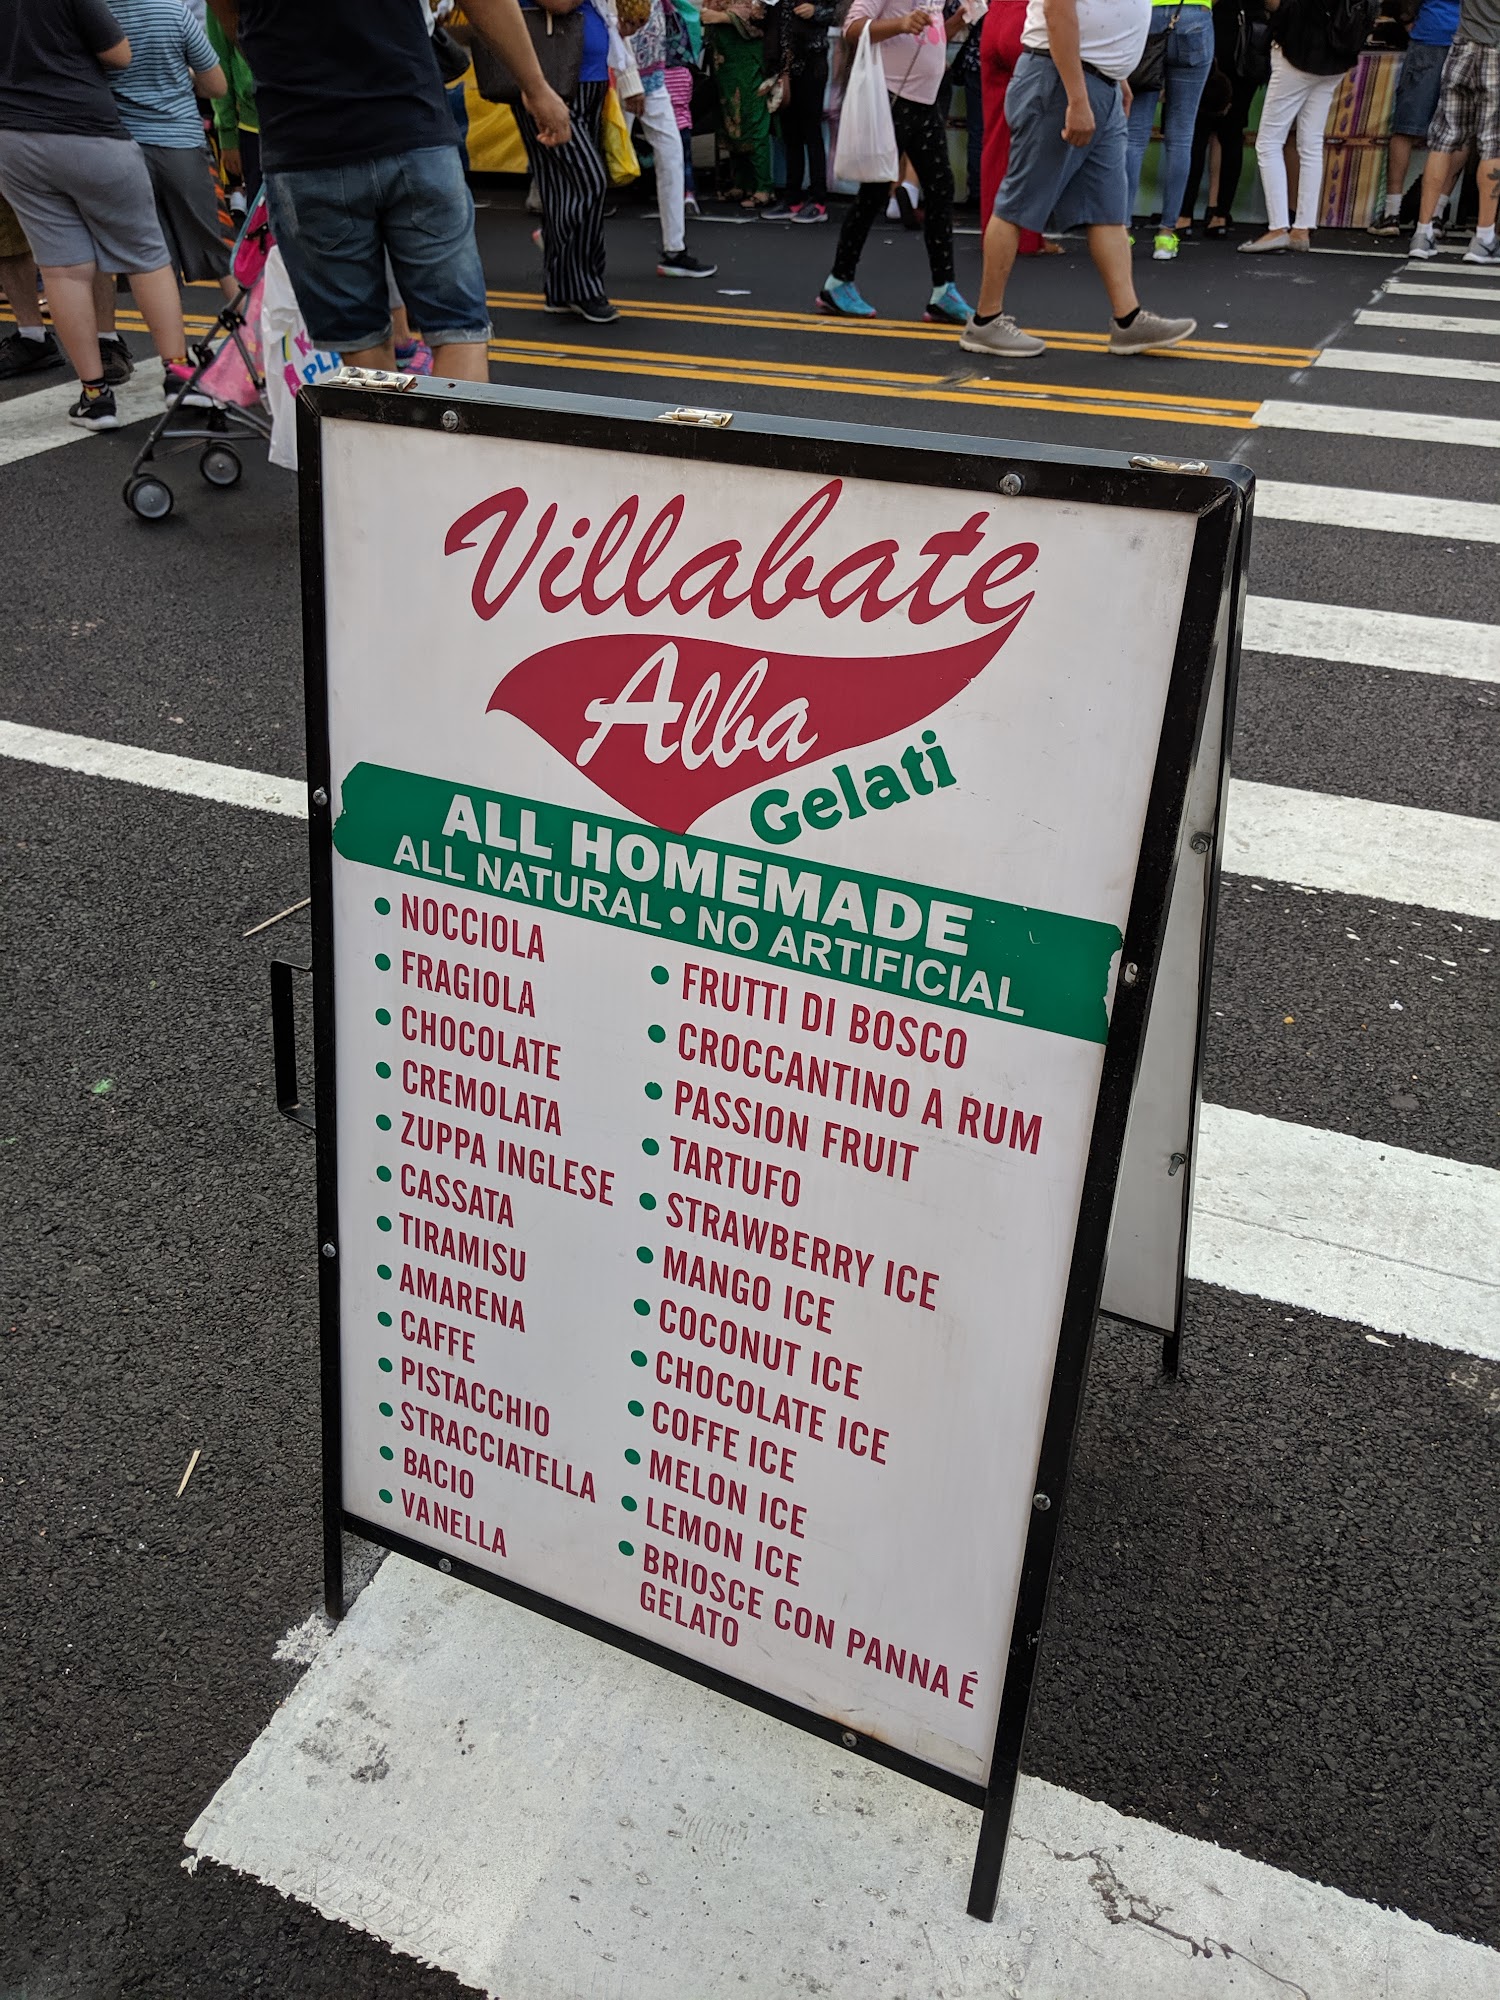 Villabate
Alba
Gelati
ALL HOMEMADE
ALL NATURAL • NO ARTIFICIAL
• NOCCIOLA
• FRAGIOLA
• CHOCOLATE
• CREMOLATA
• ZUPPA INGLESE
• CASSATA
• TIRAMISU
• AMARENA
• CAFFE
• PISTACCHIO
• STRACCIATELLA
• BACIO
• VANELLA
• FRUTTI DI BOSCO
• CROCCANTINO A RUM
• PASSION FRUIT
• TARTUFO
• STRAWBERRY ICE
• MANGO ICE
• COCONUT ICE
• CHOCOLATE ICE
• COFFE ICE
• MELON ICE
• LEMON ICE
• BRIOSCE CON PANNA É
GELATO